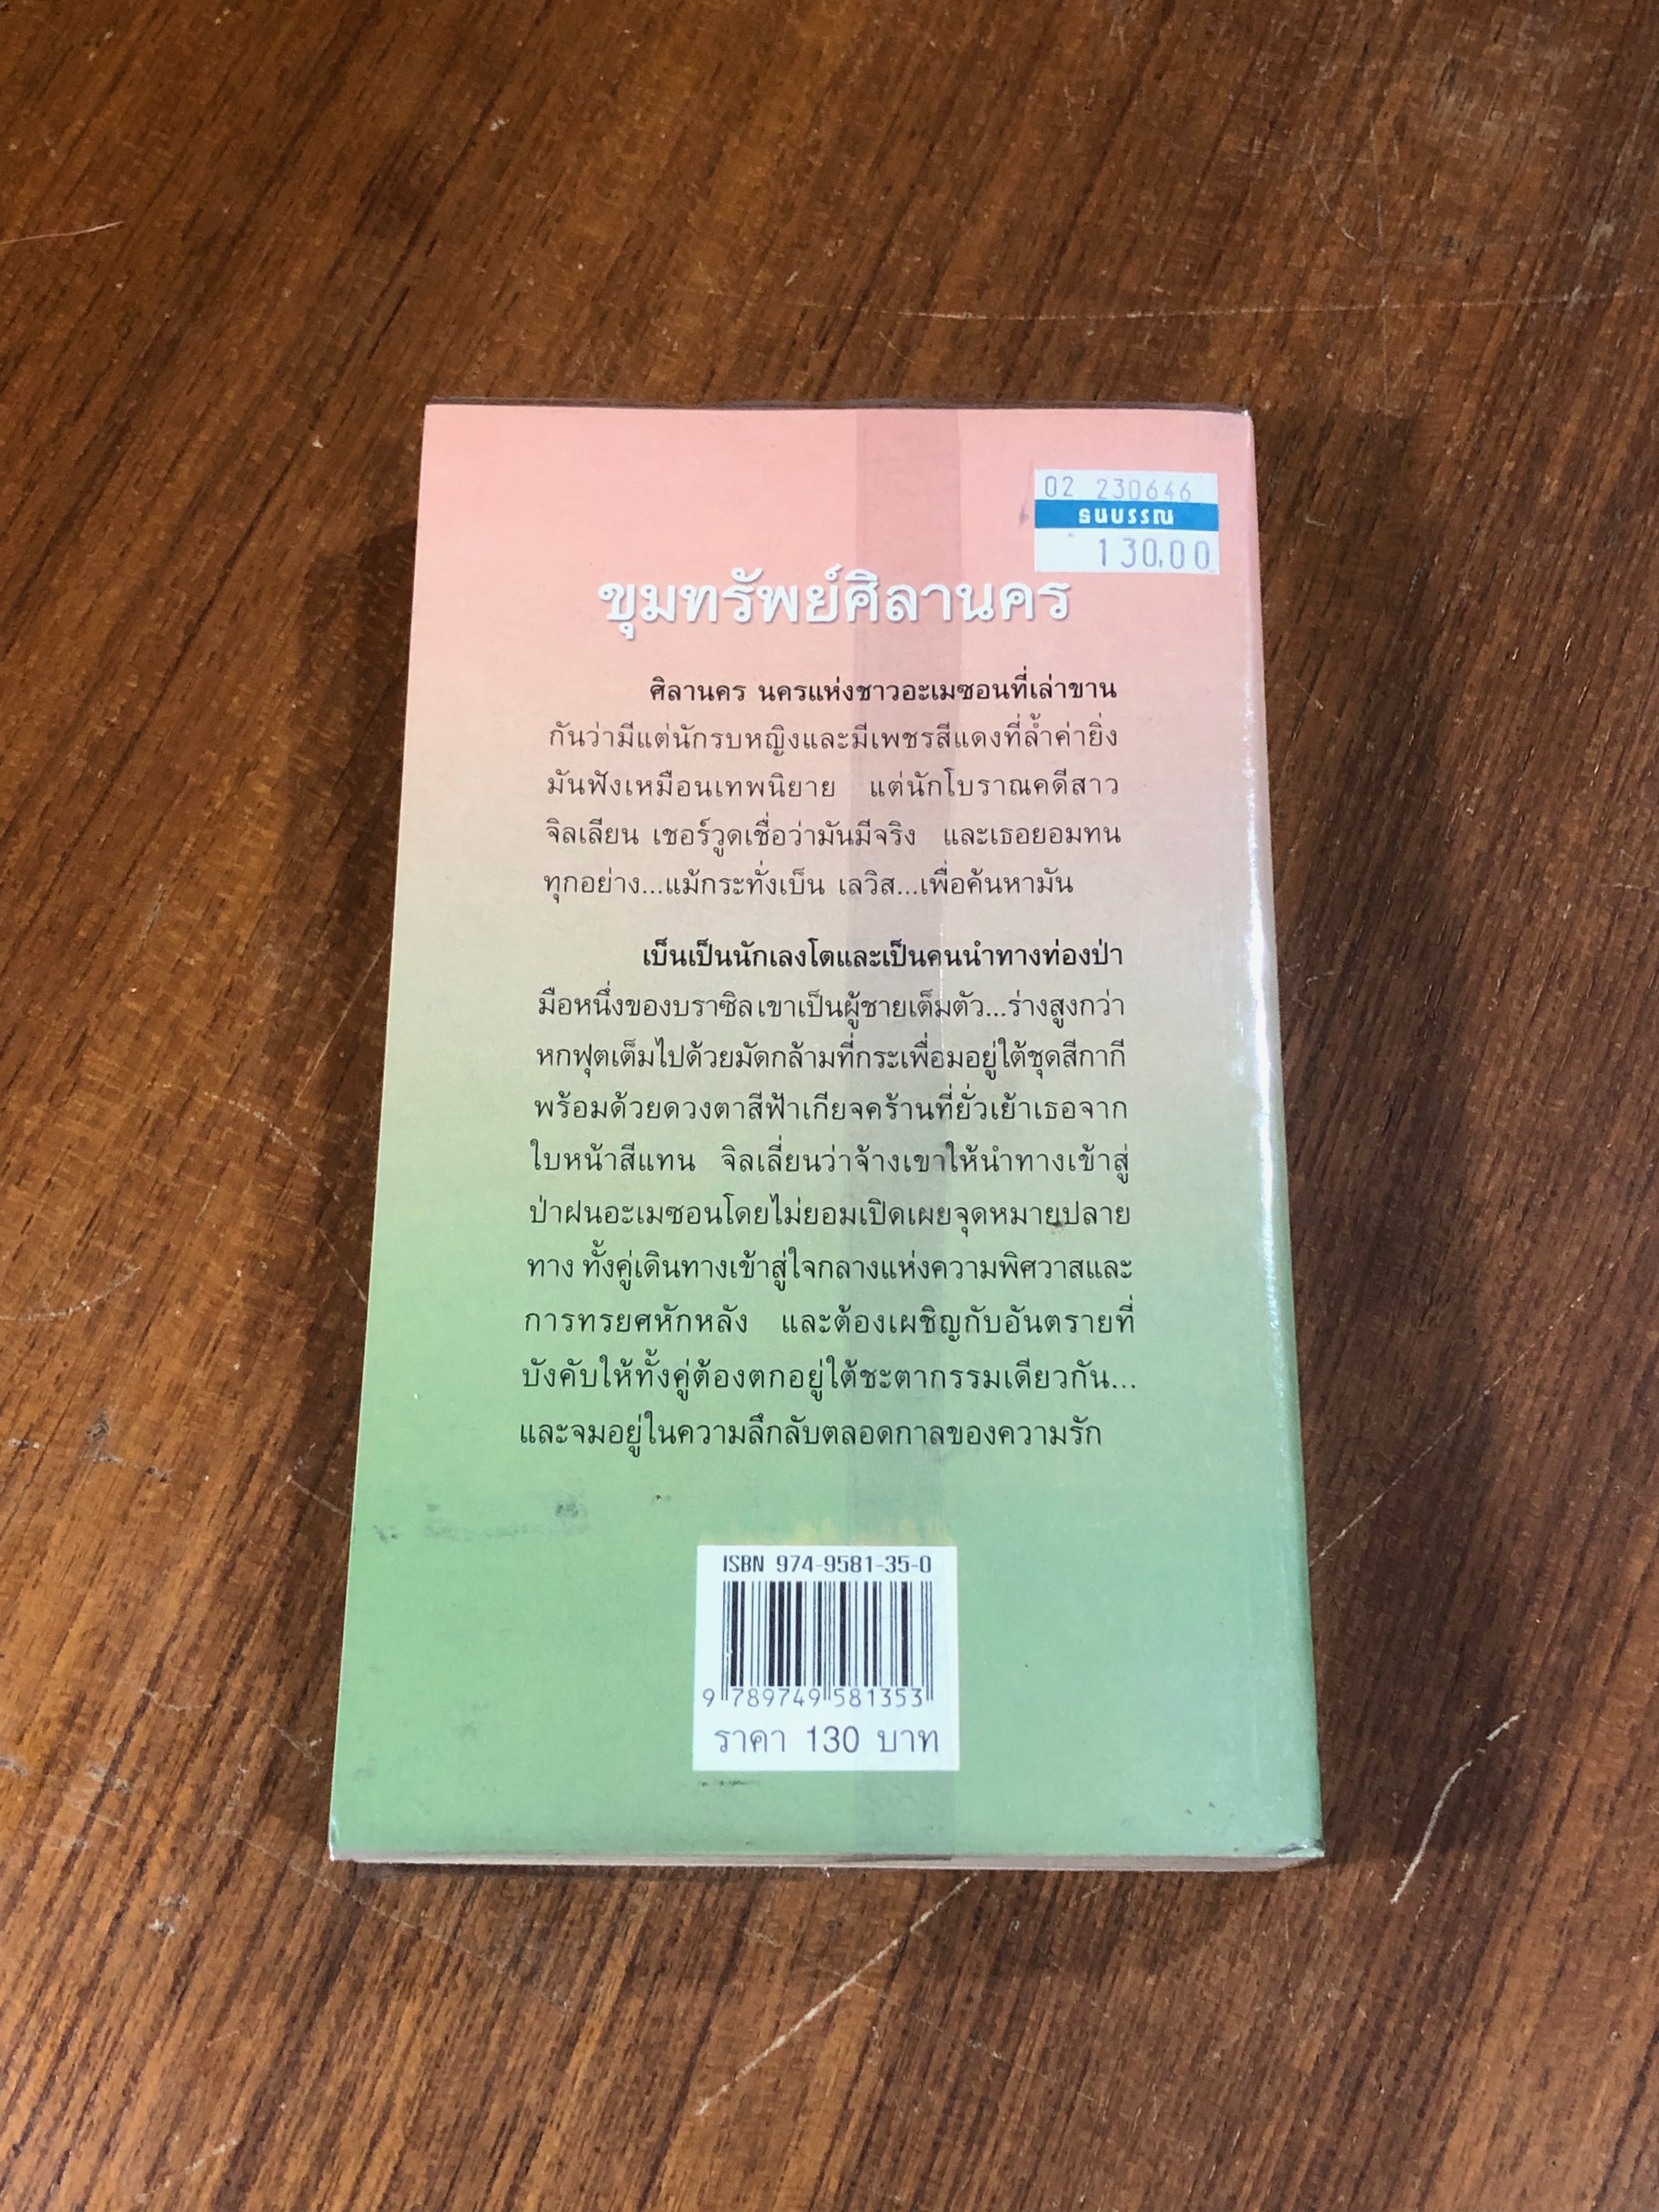 02 230646
ธนบรรณ
130.00
ขุมทรัพย์ศิลานคร
ศิลานคร นครแห่งชาวอะเมซอนที่เล่าขาน
กันว่ามีแต่นักรบหญิงและมีเพชรสีแดงที่ล้ำค่ายิ่ง
มันฟังเหมือนเทพนิยาย แต่นักโบราณคดีสาว
จิลเลียน เชอร์วูดเชื่อว่ามันมีจริง และเธอยอมทน
ทุกอย่าง...แม้กระทั่งเบ็น เลวิส...เพื่อค้นหามัน
เบ็นเป็นนักเลงโตและเป็นคนนำทางท่องป่า
มือหนึ่งของบราซิล เขาเป็นผู้ชายเต็มตัว...ร่างสูงกว่า
หกฟุตเต็มไปด้วยมัดกล้ามที่กระเพื่อมอยู่ใต้ชุดสีกากี
พร้อมด้วยดวงตาสีฟ้าเกียจคร้านที่ยั่วเย้าเธอจาก
ใบหน้าสีแทน จิลเลี่ยนว่าจ้างเขาให้นำทางเข้าสู่
ป่าฝนอะเมซอนโดยไม่ยอมเปิดเผยจุดหมายปลาย
ทาง ทั้งคู่เดินทางเข้าสู่ใจกลางแห่งความพิศวาสและ
การทรยศหักหลัง และต้องเผชิญกับอันตรายที่
บังคับให้ทั้งคู่ต้องตกอยู่ใต้ชะตากรรมเดียวกัน...
และจมอยู่ในความลึกลับตลอดกาลของความรัก
ISBN 974-9581-35-0
9 789749 581353
ราคา 130 บาท